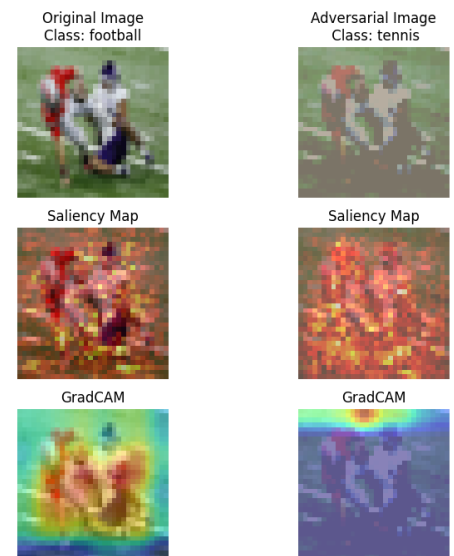 Original Image
Class: football
Adversarial Image
Class: tennis
Saliency Map
Saliency Map
GradCAM
GradCAM